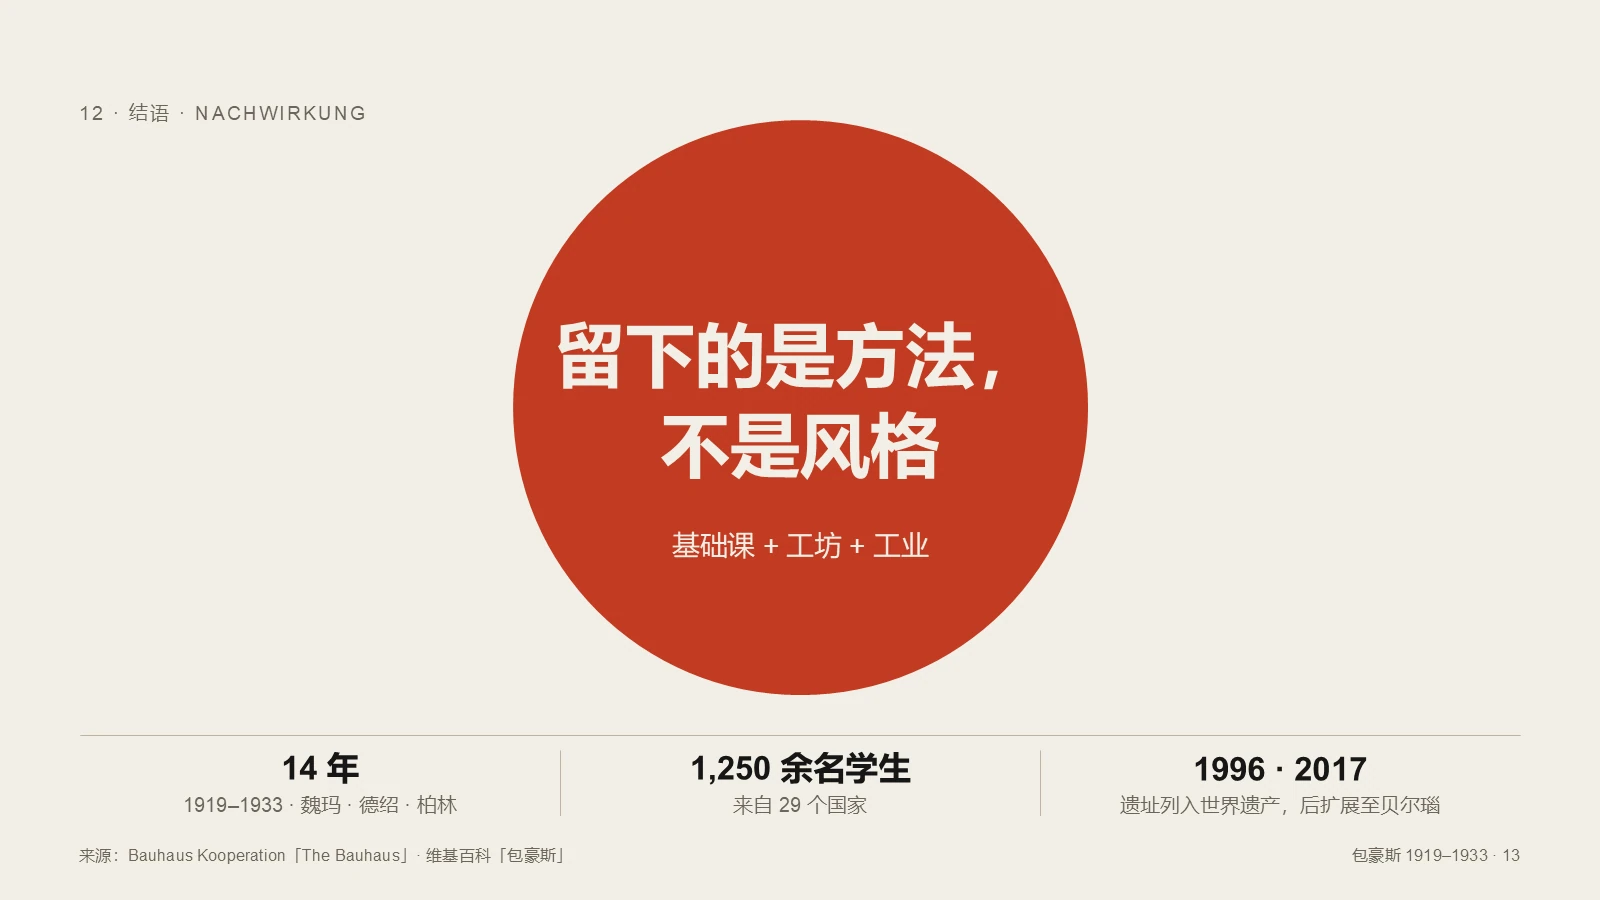 12 · 结语 · NACHWIRKUNG
留下的是方法，
不是风格
基础课 + 工坊 + 工业
14 年
1919–1933 · 魏玛 · 德绍 · 柏林
1,250 余名学生
来自 29 个国家
1996 · 2017
遗址列入世界遗产，后扩展至贝尔瑙
来源：Bauhaus Kooperation「The Bauhaus」· 维基百科「包豪斯」
包豪斯 1919–1933 · 13